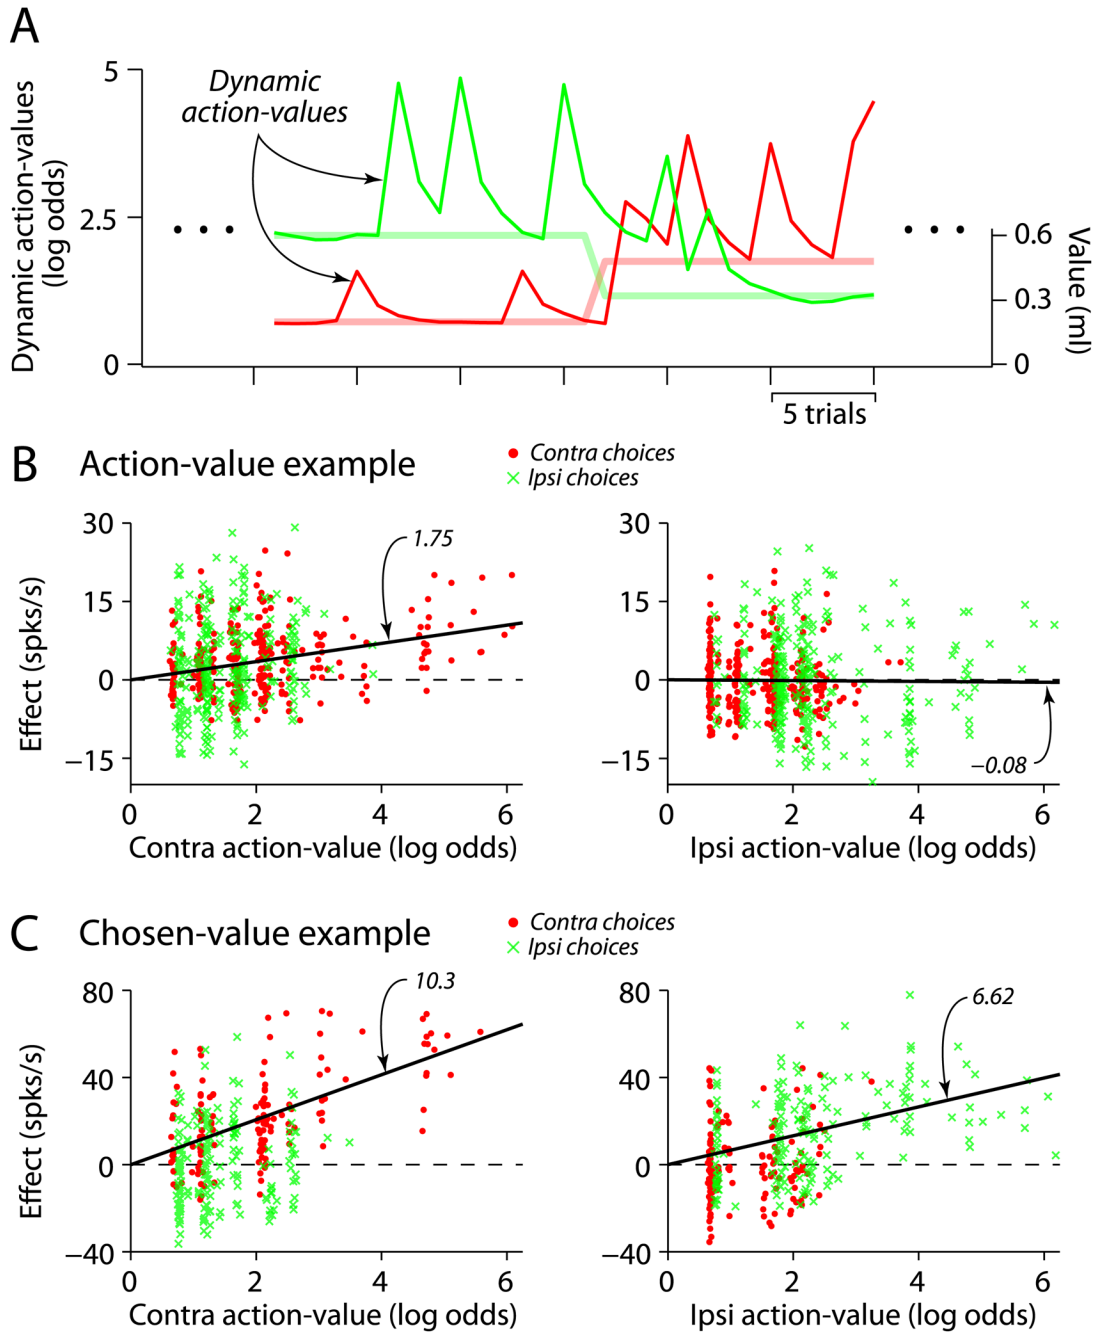 A
Dynamic action-values
(log odds)
5
2.5
0
Dynamic
action-values
0.6
0.3
0
Value (ml)
5 trials
B
Action-value example
Contra choices
Ipsi choices
Effect (spks/s)
30
15
0
−15
1.75
0 2 4 6
Contra action-value (log odds)
30
15
0
−15
−0.08
0 2 4 6
Ipsi action-value (log odds)
C
Chosen-value example
Contra choices
Ipsi choices
Effect (spks/s)
80
40
0
−40
10.3
0 2 4 6
Contra action-value (log odds)
80
40
0
−40
6.62
0 2 4 6
Ipsi action-value (log odds)